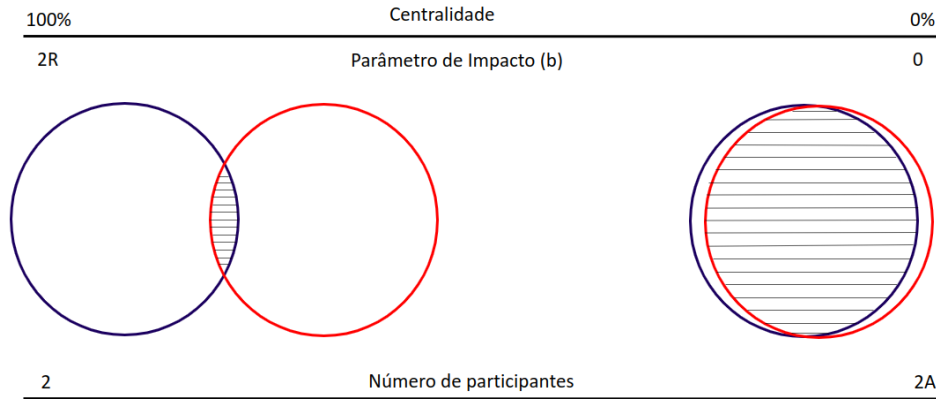 100% Centralidade 0%
2R Parâmetro de Impacto (b) 0
2 Número de participantes 2A